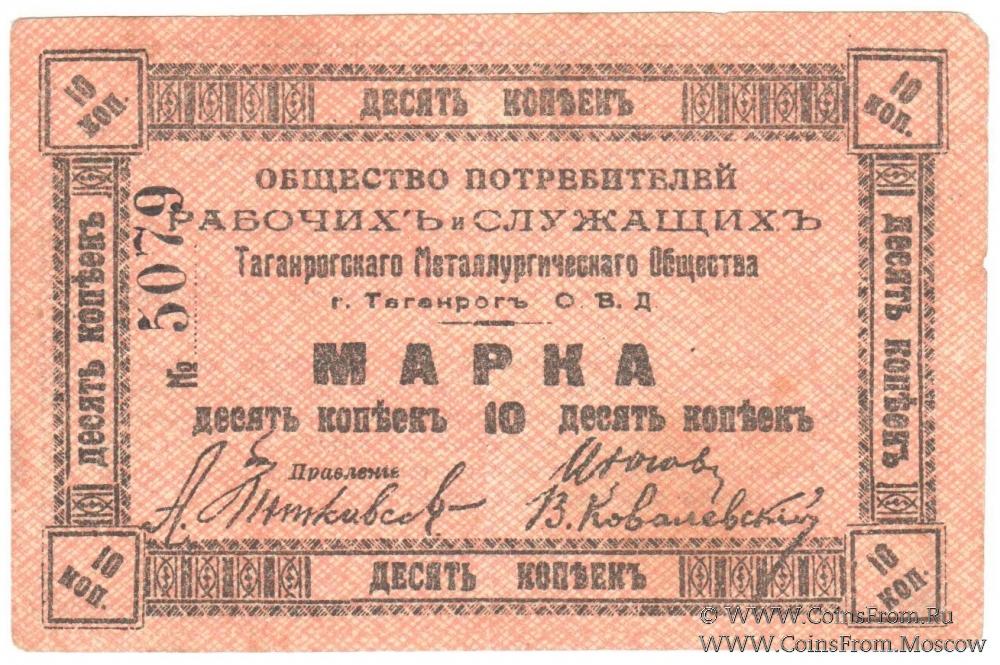 10 КОП.
ДЕСЯТЬ КОПѢЕКЪ
10 КОП.
ДЕСЯТЬ КОПѢЕКЪ
№ 5079
ОБЩЕСТВО ПОТРЕБИТЕЛЕЙ
РАБОЧИХЪ и СЛУЖАЩИХЪ
Таганрогскаго Металлургическаго Общества
г. Таганрогъ О. В. Д
МАРКА
ДЕСЯТЬ КОПѢЕКЪ 10 ДЕСЯТЬ КОПѢЕКЪ
Правленіе
В. Ковалевский
ДЕСЯТЬ КОПѢЕКЪ
10 КОП.
ДЕСЯТЬ КОПѢЕКЪ
10 КОП.
© WWW.CoinsFrom.Ru
WWW.CoinsFrom.Moscow